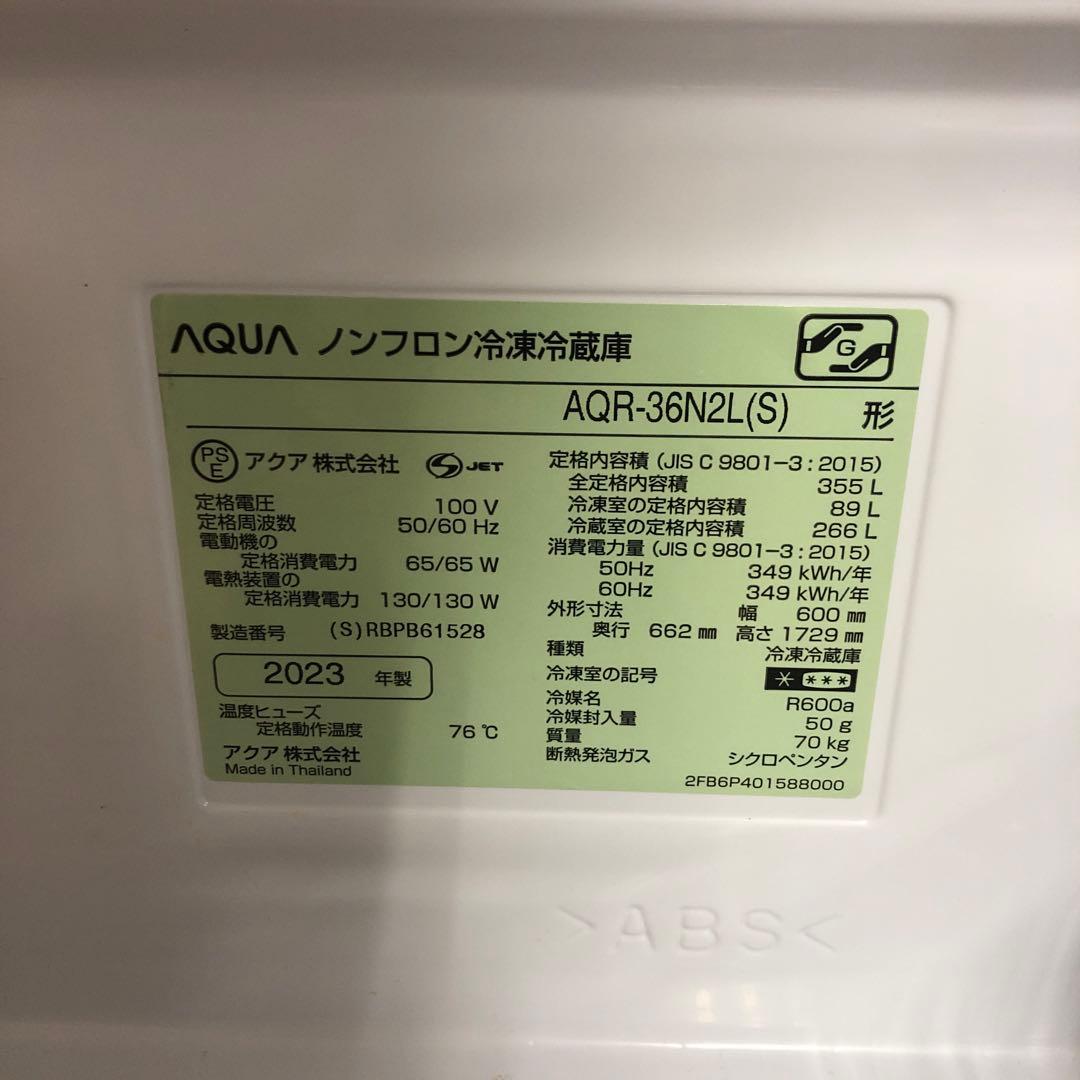 AQUA ノンフロン冷凍冷蔵庫
G
AQR-36N2L(S) 形
PSE アクア 株式会社 S JET
定格電圧 100 V
定格周波数 50/60 Hz
電動機の
定格消費電力 65/65 W
電熱装置の
定格消費電力 130/130 W
製造番号 (S)RBPB61528
2023 年製
温度ヒューズ
定格動作温度 76 ℃
アクア 株式会社
Made in Thailand
定格内容積 (JIS C 9801−3 : 2015)
全定格内容積 355 L
冷凍室の定格内容積 89 L
冷蔵室の定格内容積 266 L
消費電力量 (JIS C 9801−3 : 2015)
50Hz 349 kWh/年
60Hz 349 kWh/年
外形寸法 幅 600 ㎜
奥行 662 ㎜ 高さ 1729 ㎜
種類 冷凍冷蔵庫
冷凍室の記号 * ***
冷媒名 R600a
冷媒封入量 50 g
質量 70 kg
断熱発泡ガス シクロペンタン
2FB6P401588000
>ABS<